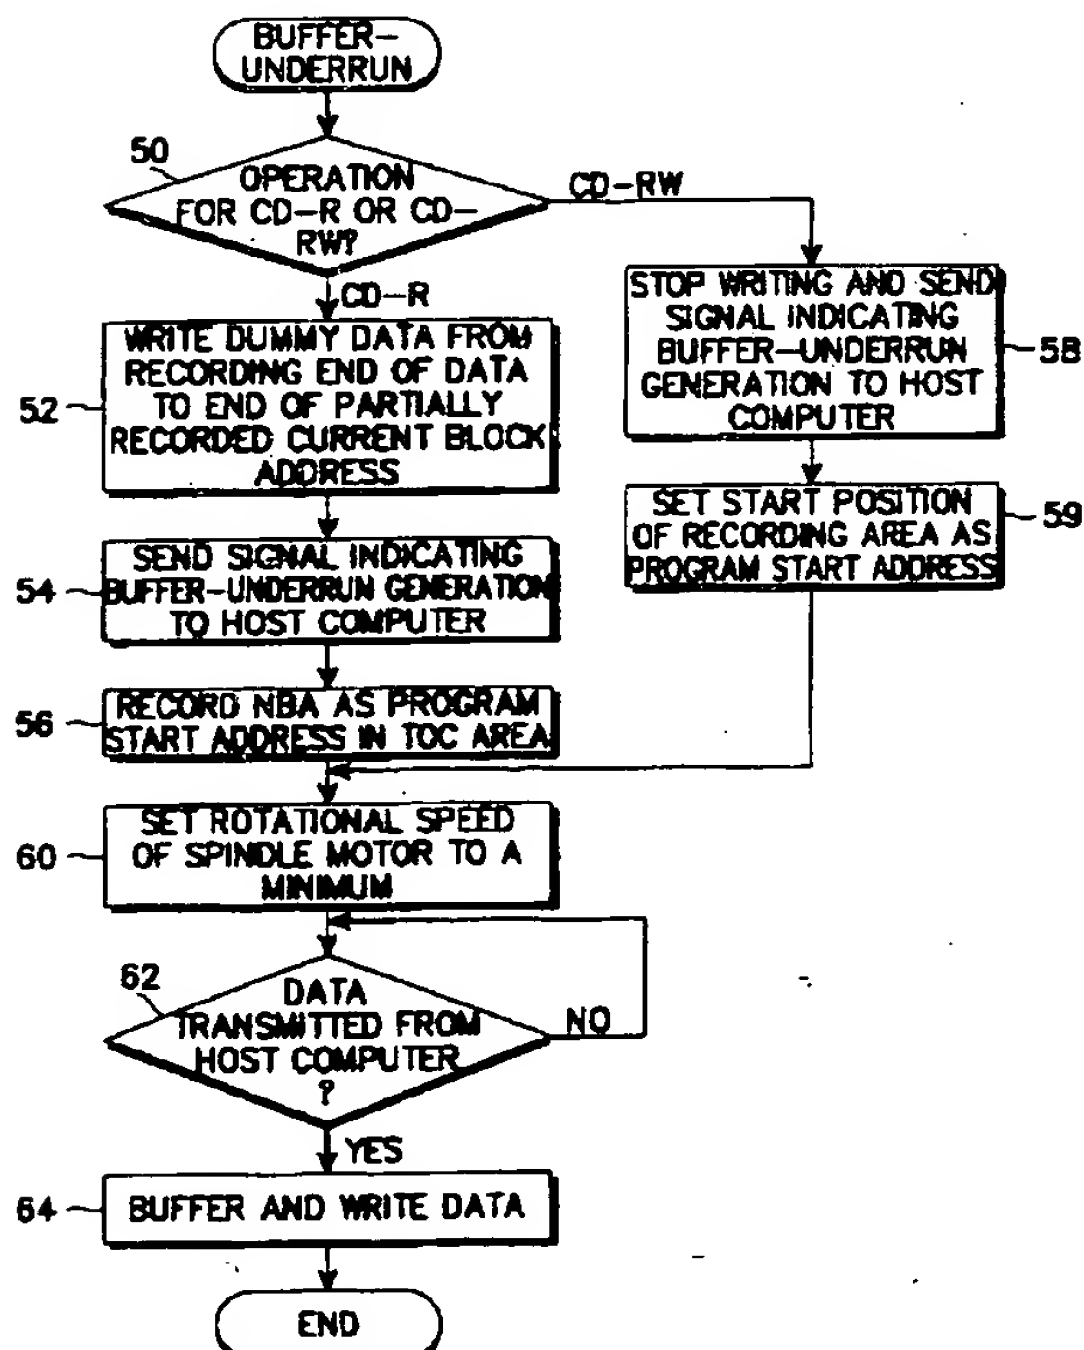 BUFFER-
UNDERRUN
50
OPERATION
FOR CD-R OR CD-
RW?
CD-RW
CD-R
WRITE DUMMY DATA FROM
RECORDING END OF DATA
TO END OF PARTIALLY
RECORDED CURRENT BLOCK
ADDRESS
52
STOP WRITING AND SEND
SIGNAL INDICATING
BUFFER-UNDERRUN
GENERATION TO HOST
COMPUTER
58
SEND SIGNAL INDICATING
BUFFER-UNDERRUN GENERATION
TO HOST COMPUTER
54
SET START POSITION
OF RECORDING AREA AS
PROGRAM START ADDRESS
59
RECORD NBA AS PROGRAM
START ADDRESS IN TOC AREA
56
SET ROTATIONAL SPEED
OF SPINDLE MOTOR TO A
MINIMUM
60
62
DATA
TRANSMITTED FROM
HOST COMPUTER
?
NO
YES
64
BUFFER AND WRITE DATA
END